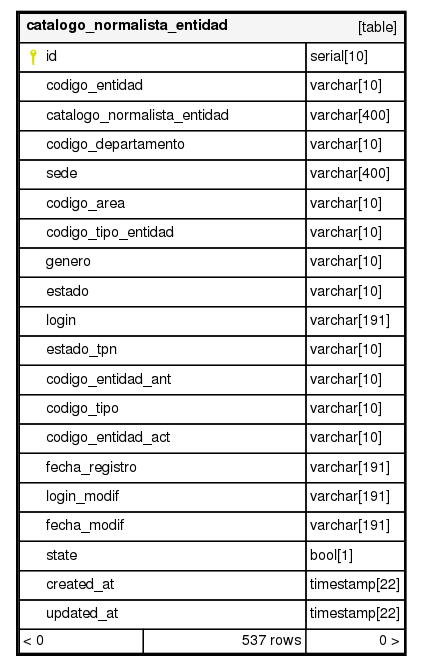 catalogo_normalista_entidad [table]
id serial[10]
codigo_entidad varchar[10]
catalogo_normalista_entidad varchar[400]
codigo_departamento varchar[10]
sede varchar[400]
codigo_area varchar[10]
codigo_tipo_entidad varchar[10]
genero varchar[10]
estado varchar[10]
login varchar[191]
estado_tpn varchar[10]
codigo_entidad_ant varchar[10]
codigo_tipo varchar[10]
codigo_entidad_act varchar[10]
fecha_registro varchar[191]
login_modif varchar[191]
fecha_modif varchar[191]
state bool[1]
created_at timestamp[22]
updated_at timestamp[22]
< 0 537 rows 0 >